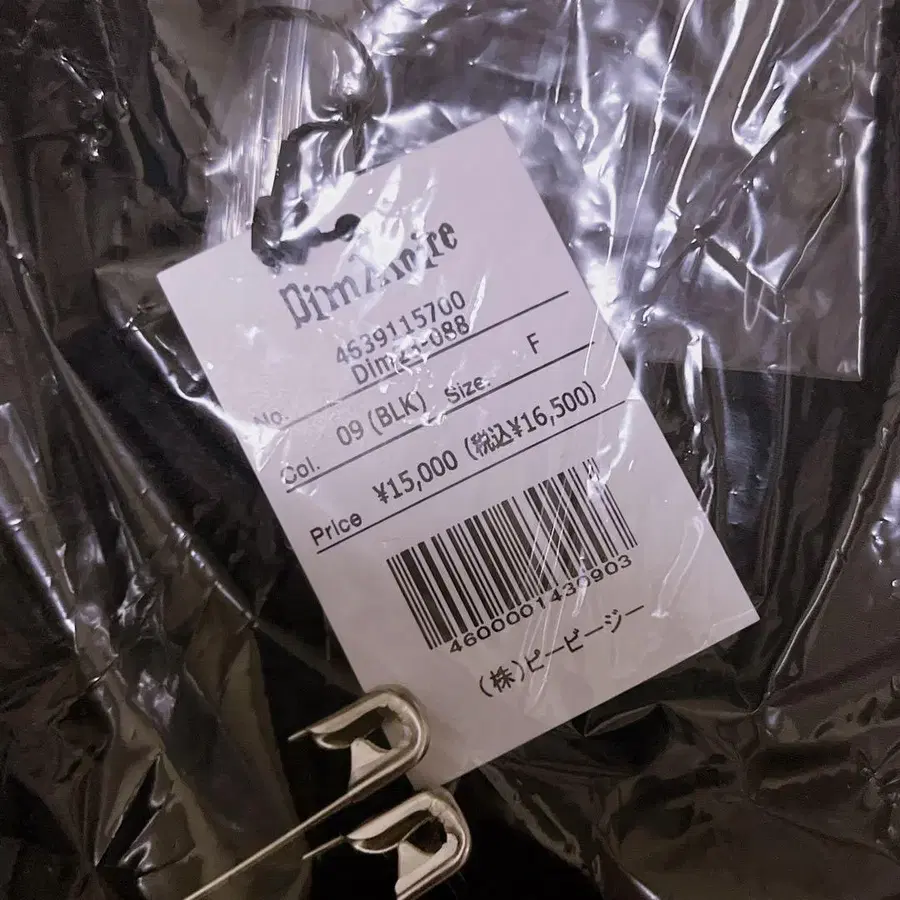 DimMoire
4639115700
No. Dim23-088
Col. 09 (BLK) Size. F
Price ¥15,000 (税込¥16,500)
4600001430903
(株)ピーピージー